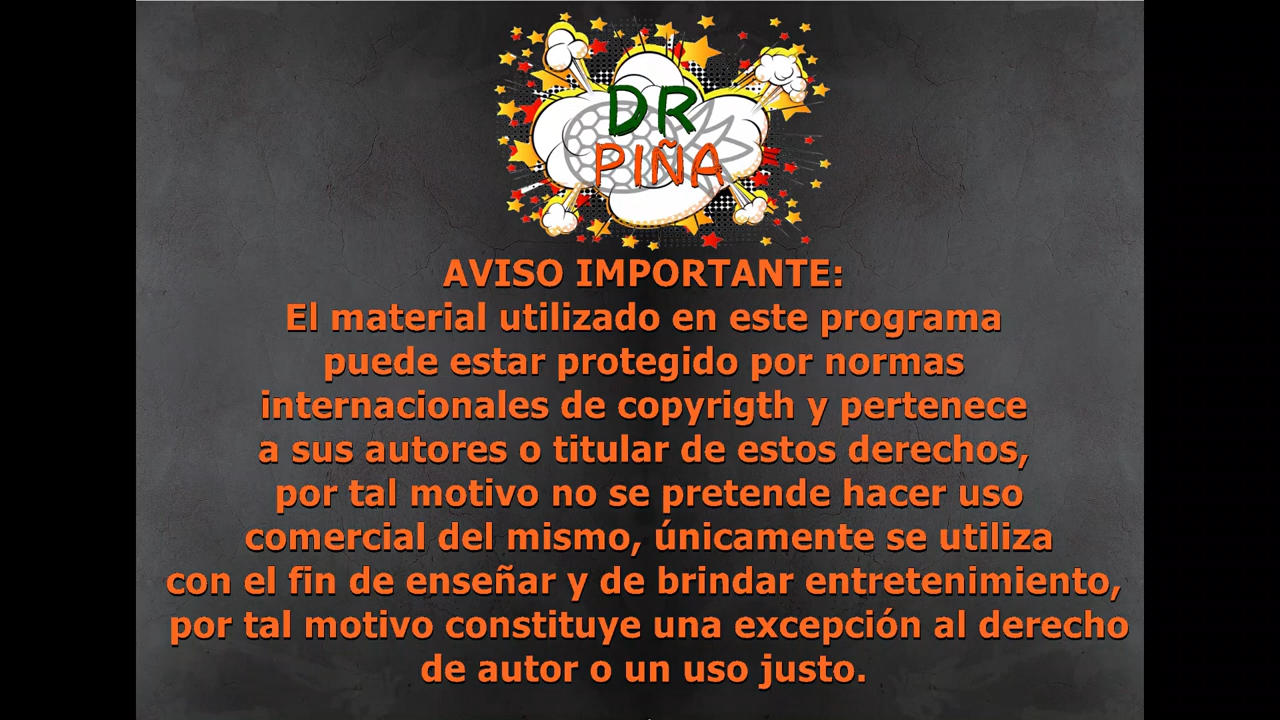 DR
PIÑA
AVISO IMPORTANTE:
El material utilizado en este programa
puede estar protegido por normas
internacionales de copyrigth y pertenece
a sus autores o titular de estos derechos,
por tal motivo no se pretende hacer uso
comercial del mismo, únicamente se utiliza
con el fin de enseñar y de brindar entretenimiento,
por tal motivo constituye una excepción al derecho
de autor o un uso justo.